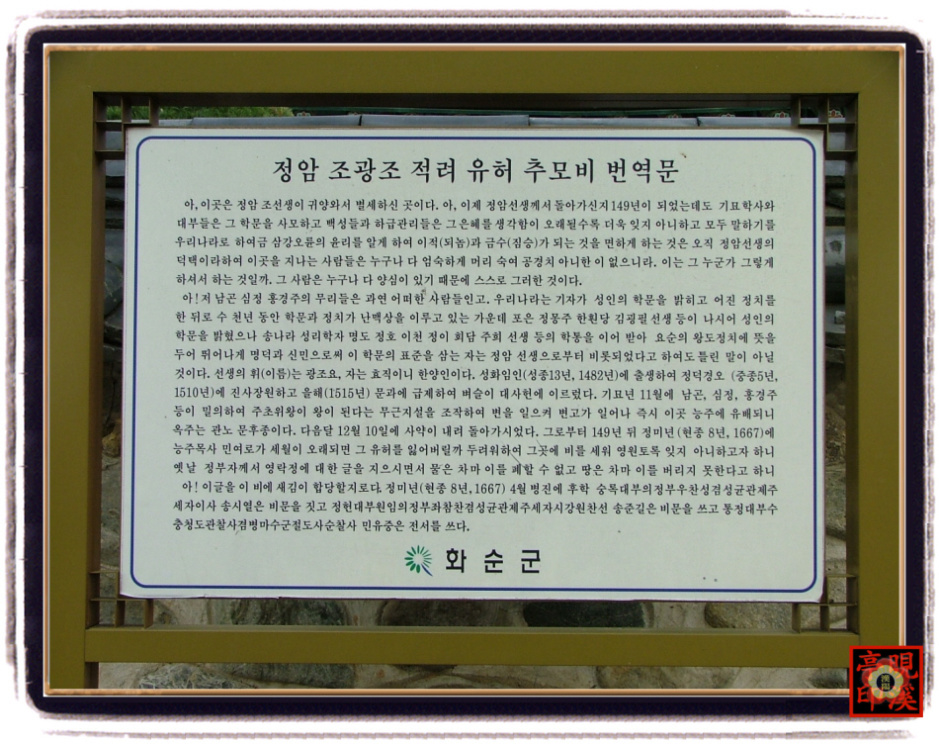 정암 조광조 적려 유허 추모비 번역문
아, 이곳은 정암 조선생이 귀양와서 별세하신 곳이다. 아, 이제 정암선생께서 돌아가신지 149년이 되었는데도 기묘학사와
대부들은 그 학문을 사모하고 백성들과 하급관리들은 그은혜를 생각함이 오래될수록 더욱 잊지 아니하고 모두 말하기를
우리나라로 하여금 삼강오륜의 윤리를 알게 하여 이적(되놈)과 금수(짐승)가 되는 것을 면하게 하는 것은 오직 정암선생의
덕택이라하여 이곳을 지나는 사람들은 누구나 다 엄숙하게 머리 숙여 공경치 아니한 이 없으니라. 이는 그 누군가 그렇게
하셔서 하는 것일까. 그 사람은 누구나 다 양심이 있기 때문에 스스로 그러한 것이다.
아! 저 남곤 심정 홍경주의 무리들은 과연 어떠한 사람들인고. 우리나라는 기자가 성인의 학문을 밝히고 어진 정치를
한 뒤로 수 천년 동안 학문과 정치가 난맥상을 이루고 있는 가운데 포은 정몽주 한훤당 김굉필선생 등이 나시어 성인의
학문을 밝혔으나 송나라 성리학자 명도 정호 이천 정이 회담 주희 선생 등의 학통을 이어 받아 요순의 왕도정치에 뜻을
두어 뛰어나게 명덕과 신민으로써 이 학문의 표준을 삼는 자는 정암 선생으로부터 비롯되었다고 하여도틀린 말이 아닐
것이다. 선생의 휘(이름)는 광조요, 자는 효직이니 한양인이다. 성화임인(성종13년, 1482년)에 출생하여 정덕경오 (중종5년,
1510년)에 진사장원하고 을해(1515년) 문과에 급제하여 벼슬이 대사헌에 이르렀다. 기묘년 11월에 남곤, 심정, 홍경주
등이 밀의하여 주초위왕이 왕이 된다는 무근지설을 조작하여 변을 일으켜 변고가 일어나 즉시 이곳 능주에 유배되니
옥주는 관노 문후종이다. 다음달 12월 10일에 사약이 내려 돌아가시었다. 그로부터 149년 뒤 정미년 (현종 8년, 1667)에
능주목사 민여로가 세월이 오래되면 그 유허를 잃어버릴까 두려워하여 그곳에 비를 세워 영원토록 잊지 아니하고자 하니
옛날 정부자께서 영락정에 대한 글을 지으시면서 물은 차마 이를 폐할 수 없고 땅은 차마 이를 버리지 못한다고 하니
아! 이글을 이 비에 새김이 합당할지로다. 정미년(현종 8년, 1667) 4월 병진에 후학 숭록대부의정부우찬성겸성균관제주
세자이사 송시열은 비문을 짓고 정헌대부원임의정부좌참찬겸성균관제주세자시강원찬선 송준길은 비문을 쓰고 통정대부수
충청도관찰사겸병마수군절도사순찰사 민유중은 전서를 쓰다.
화순군